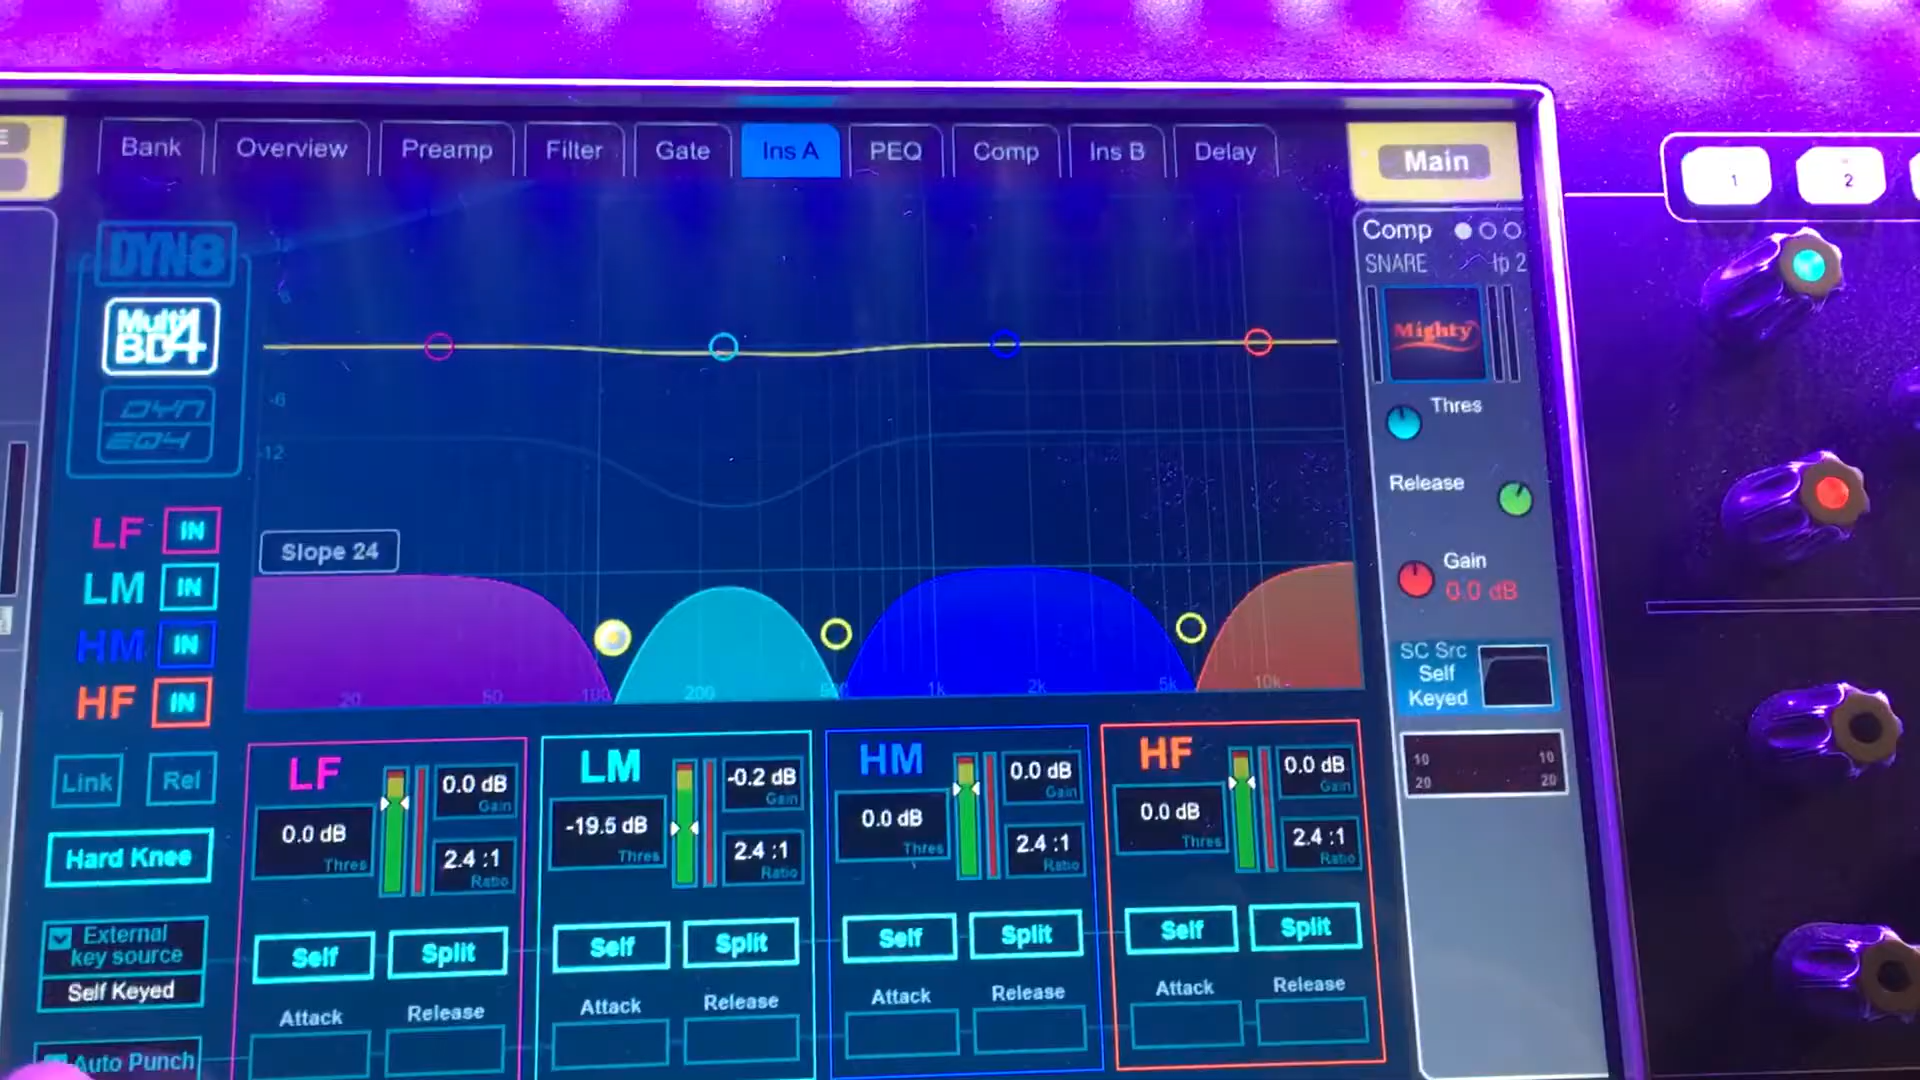 Bank Overview Preamp Filter Gate Ins A PEQ Comp Ins B Delay Main
1 2
DYN8
Comp
SNARE Ip 2
Multi
BD4
Mighty
DYN
EQ4
-6
-12
Thres
Release
Gain
0.0 dB
LF IN
LM IN
HM IN
HF IN
Slope 24
20 50 100 200 500 1k 2k 5k 10k
SC Src
Self
Keyed
10 10
20 20
Link Rel
Hard Knee
External
key source
Self Keyed
Auto Punch
LF
0.0 dB
Gain
0.0 dB
Thres
2.4 :1
Ratio
Self Split
Attack Release
LM
-0.2 dB
Gain
-19.5 dB
Thres
2.4 :1
Ratio
Self Split
Attack Release
HM
0.0 dB
Gain
0.0 dB
Thres
2.4 :1
Ratio
Self Split
Attack Release
HF
0.0 dB
Gain
0.0 dB
Thres
2.4 :1
Ratio
Self Split
Attack Release